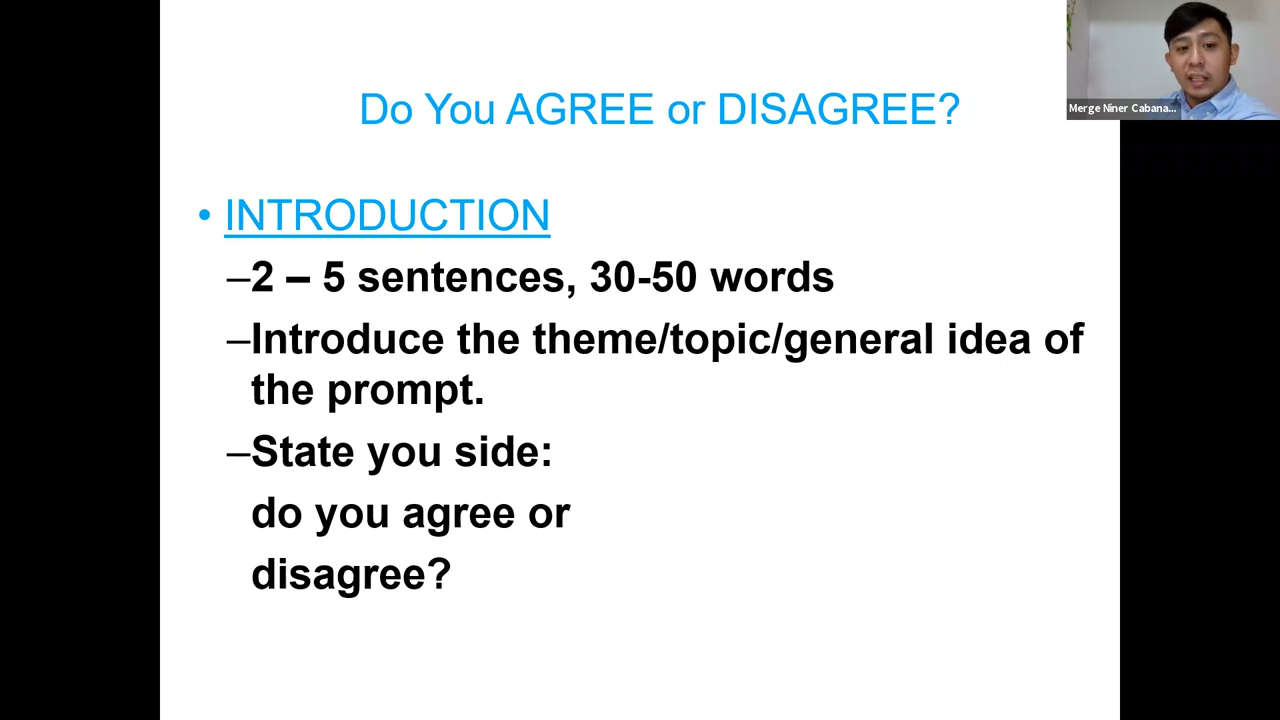 Do You AGREE or DISAGREE?
• INTRODUCTION
–2 – 5 sentences, 30-50 words
–Introduce the theme/topic/general idea of
the prompt.
–State you side:
do you agree or
disagree?
Merge Niner Cabana...